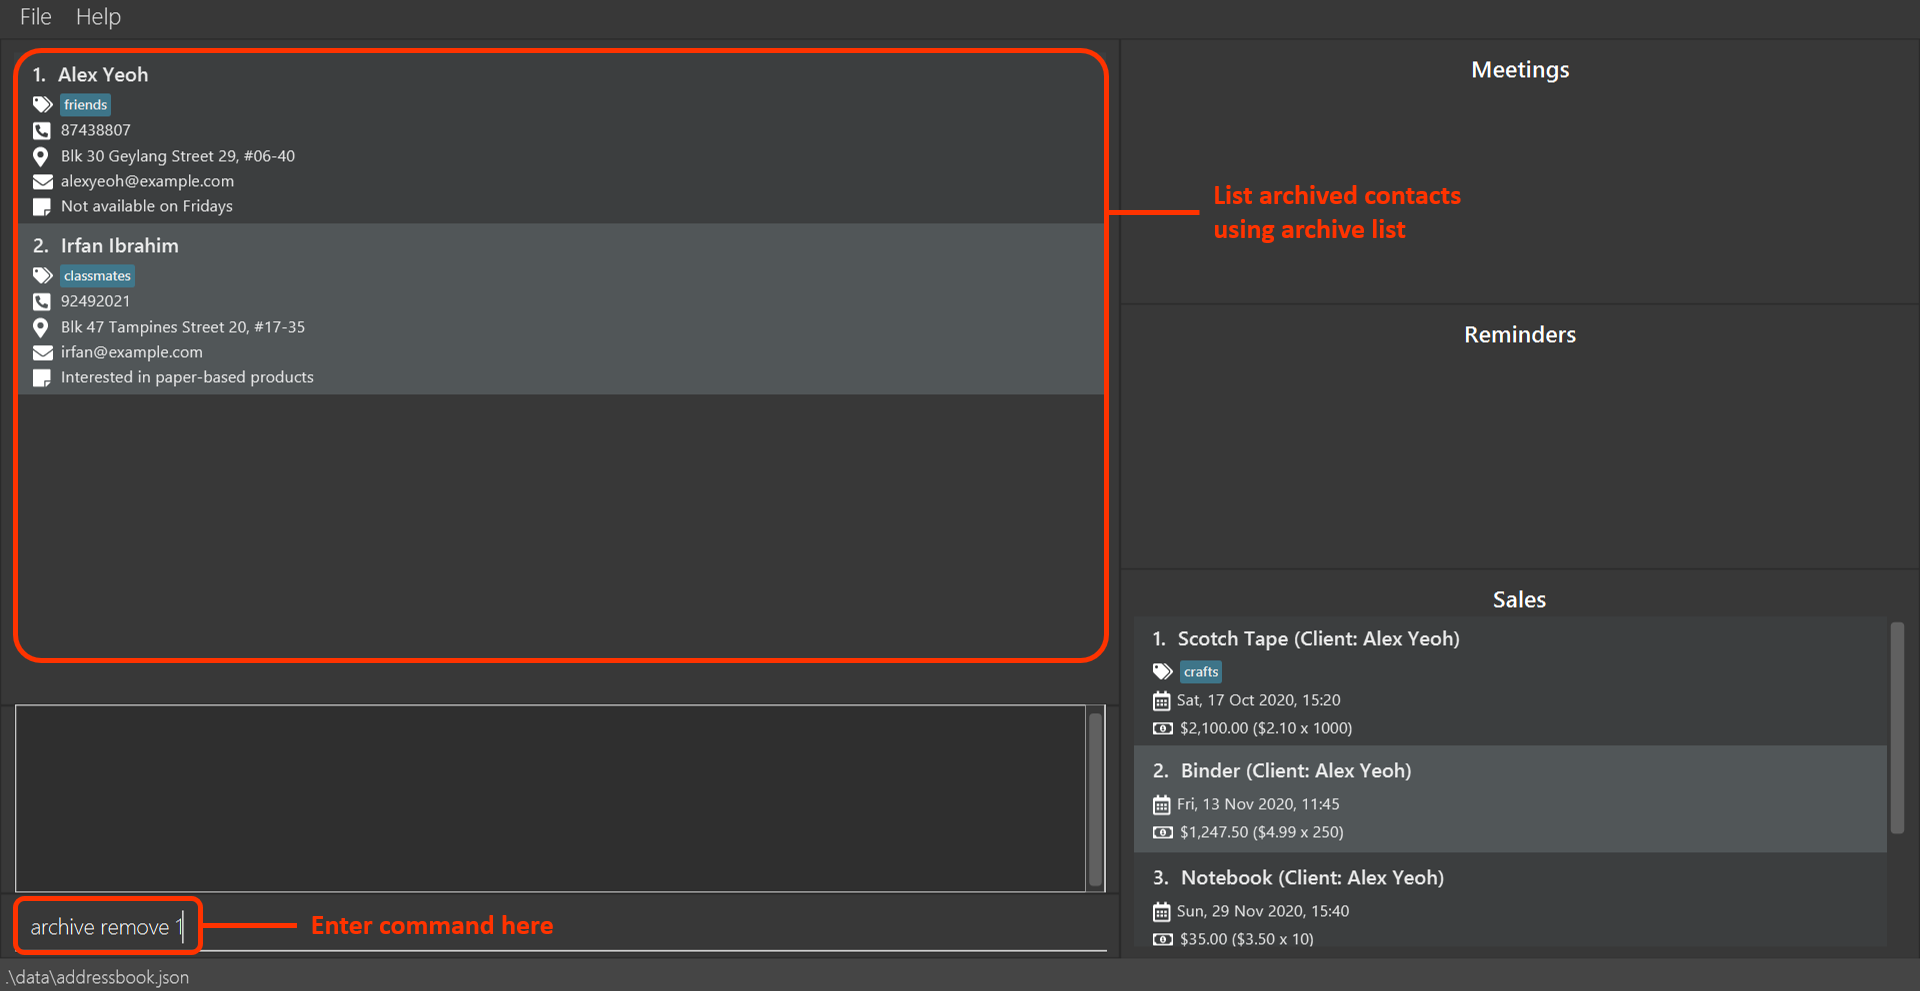 File Help
1. Alex Yeoh
friends
87438807
Blk 30 Geylang Street 29, #06-40
alexyeoh@example.com
Not available on Fridays
2. Irfan Ibrahim
classmates
92492021
Blk 47 Tampines Street 20, #17-35
irfan@example.com
Interested in paper-based products
archive remove 1
Enter command here
.\data\addressbook.json
Meetings
List archived contacts
using archive list
Reminders
Sales
1. Scotch Tape (Client: Alex Yeoh)
crafts
Sat, 17 Oct 2020, 15:20
$2,100.00 ($2.10 x 1000)
2. Binder (Client: Alex Yeoh)
Fri, 13 Nov 2020, 11:45
$1,247.50 ($4.99 x 250)
3. Notebook (Client: Alex Yeoh)
Sun, 29 Nov 2020, 15:40
$35.00 ($3.50 x 10)